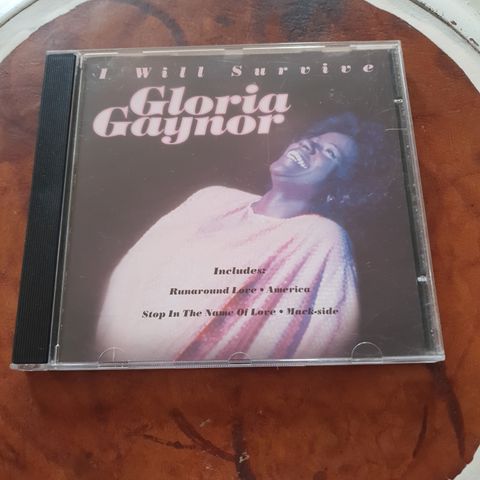 I Will Survive
Gloria
Gaynor
Includes:
Runaround Love • America
Stop In The Name Of Love • Mack-side